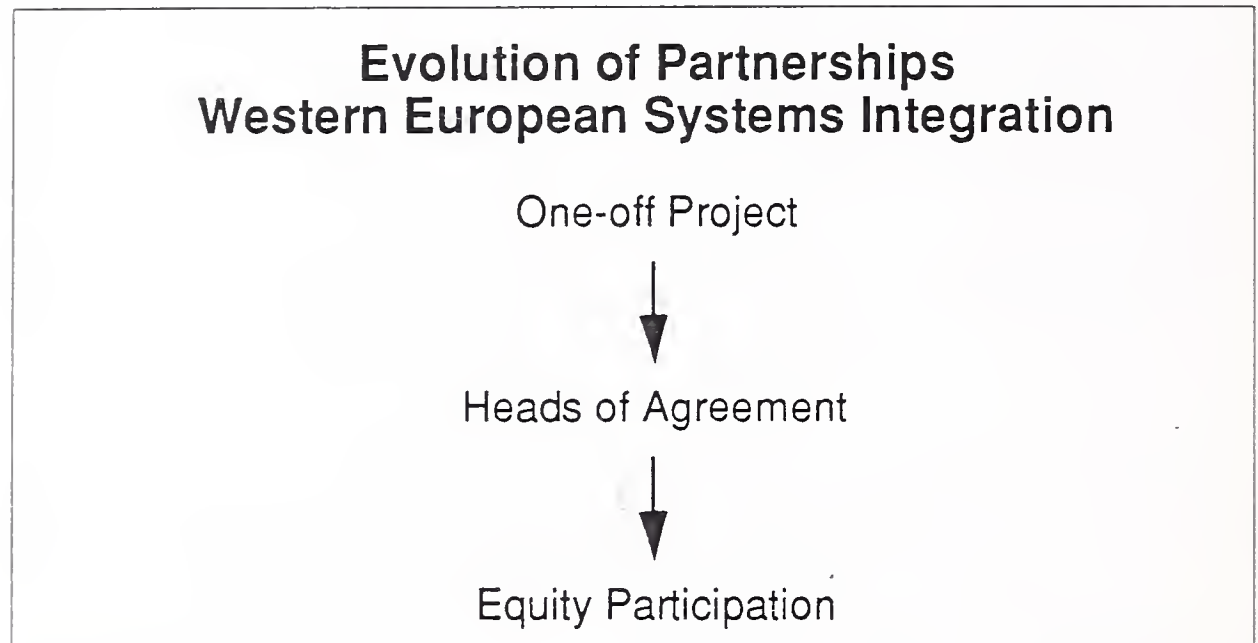 Evolution of Partnerships
Western European Systems Integration
One-off Project
Heads of Agreement
Equity Participation